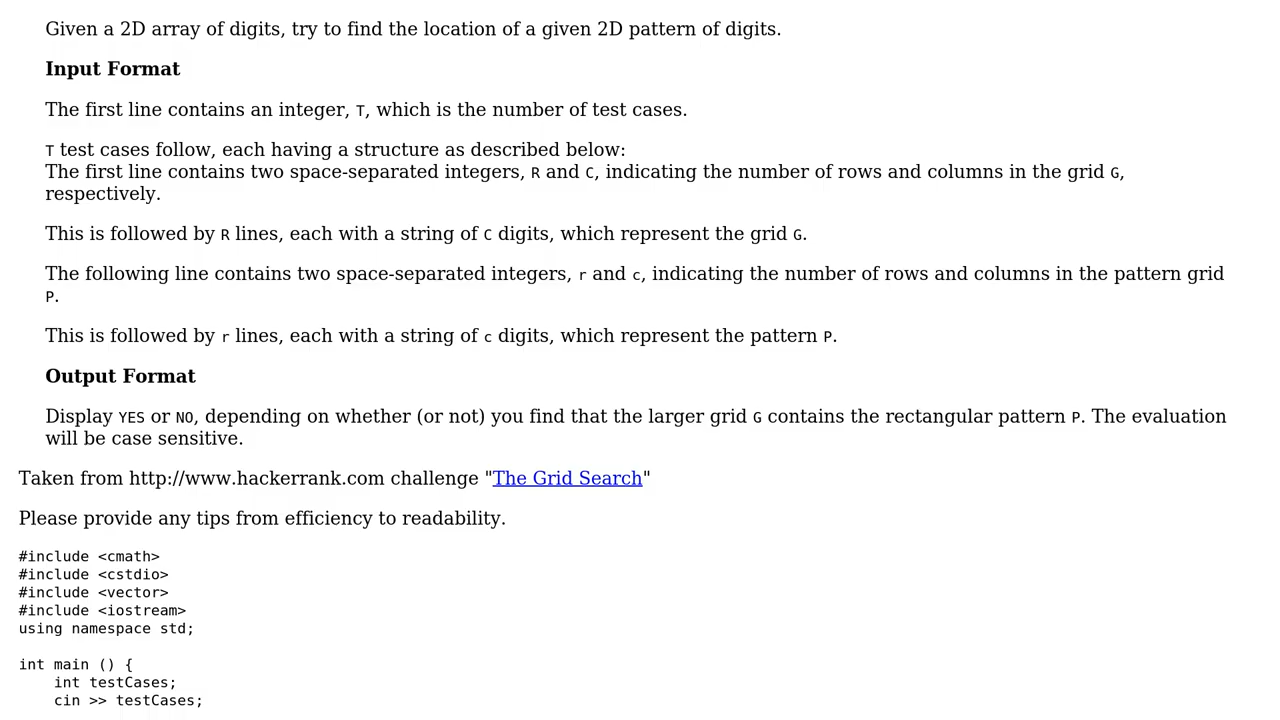 Given a 2D array of digits, try to find the location of a given 2D pattern of digits.
Input Format
The first line contains an integer, T, which is the number of test cases.
T test cases follow, each having a structure as described below:
The first line contains two space-separated integers, R and C, indicating the number of rows and columns in the grid G,
respectively.
This is followed by R lines, each with a string of C digits, which represent the grid G.
The following line contains two space-separated integers, r and c, indicating the number of rows and columns in the pattern grid
P.
This is followed by r lines, each with a string of c digits, which represent the pattern P.
Output Format
Display YES or NO, depending on whether (or not) you find that the larger grid G contains the rectangular pattern P. The evaluation
will be case sensitive.
Taken from http://www.hackerrank.com challenge "The Grid Search"
Please provide any tips from efficiency to readability.
#include <cmath>
#include <cstdio>
#include <vector>
#include <iostream>
using namespace std;
int main () {
    int testCases;
    cin >> testCases;